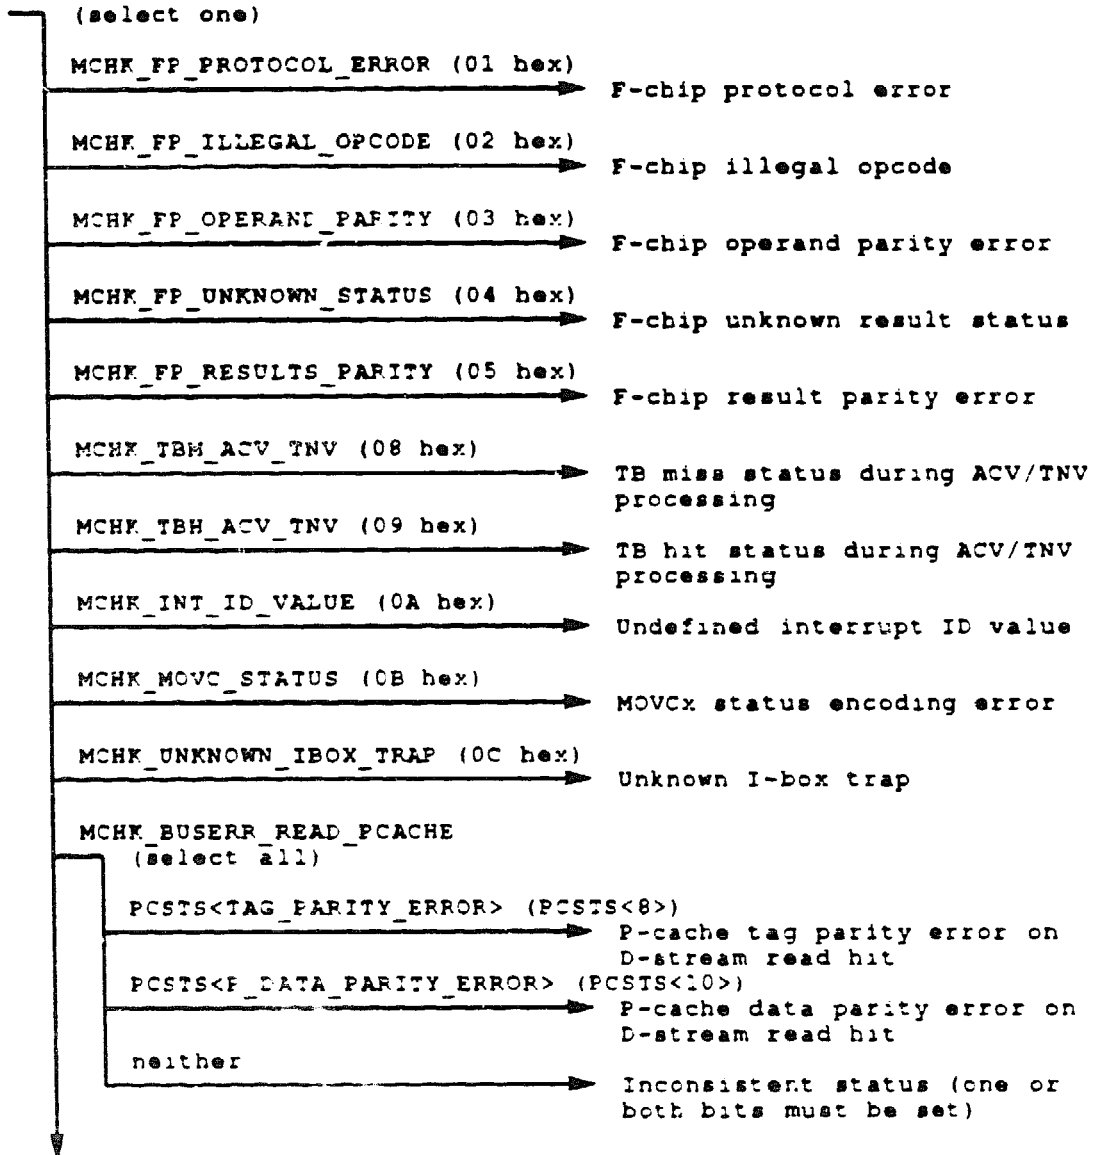 (select one)
MCHK_FP_PROTOCOL_ERROR (01 hex)
F-chip protocol error
MCHK_FP_ILLEGAL_OPCODE (02 hex)
F-chip illegal opcode
MCHK_FP_OPERAND_PARITY (03 hex)
F-chip operand parity error
MCHK_FP_UNKNOWN_STATUS (04 hex)
F-chip unknown result status
MCHK_FP_RESULTS_PARITY (05 hex)
F-chip result parity error
MCHK_TBM_ACV_TNV (08 hex)
TB miss status during ACV/TNV
processing
MCHK_TBH_ACV_TNV (09 hex)
TB hit status during ACV/TNV
processing
MCHK_INT_ID_VALUE (0A hex)
Undefined interrupt ID value
MCHK_MOVC_STATUS (0B hex)
MOVCx status encoding error
MCHK_UNKNOWN_IBOX_TRAP (0C hex)
Unknown I-box trap
MCHK_BUSERR_READ_PCACHE
(select all)
PCSTS<TAG_PARITY_ERROR> (PCSTS<8>)
P-cache tag parity error on
D-stream read hit
PCSTS<P_DATA_PARITY_ERROR> (PCSTS<10>)
P-cache data parity error on
D-stream read hit
neither
Inconsistent status (one or
both bits must be set)